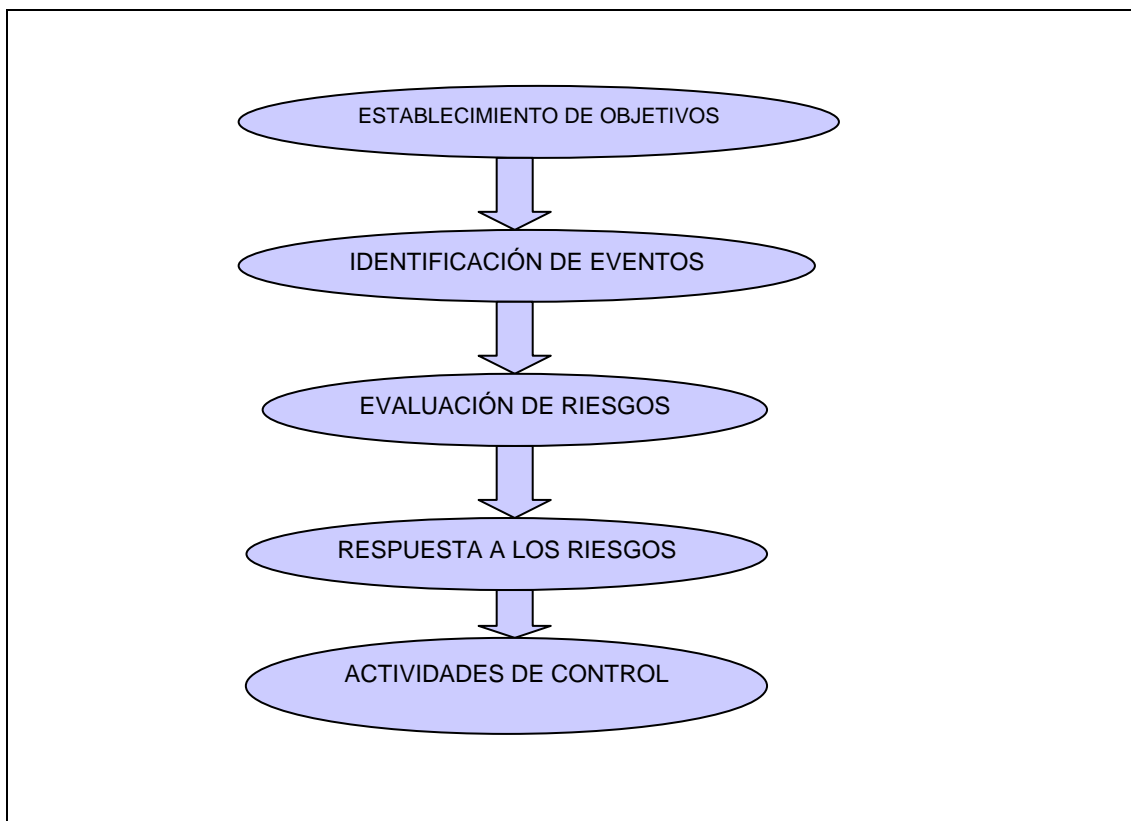 ESTABLECIMIENTO DE OBJETIVOS
IDENTIFICACIÓN DE EVENTOS
EVALUACIÓN DE RIESGOS
RESPUESTA A LOS RIESGOS
ACTIVIDADES DE CONTROL